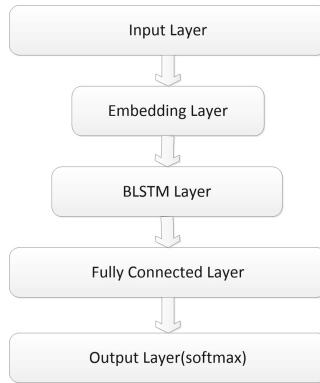 Input Layer
Embedding Layer
BLSTM Layer
Fully Connected Layer
Output Layer(softmax)